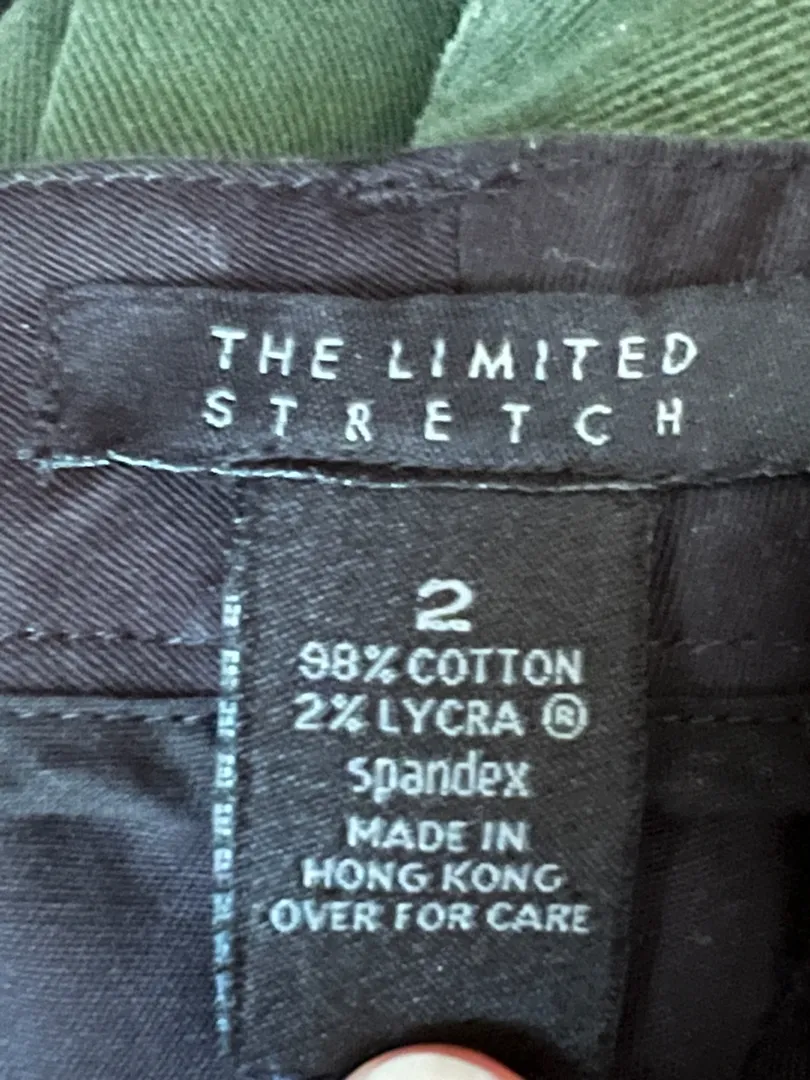 THE LIMITED
STRETCH
2
98% COTTON
2% LYCRA ®
spandex
MADE IN
HONG KONG
OVER FOR CARE